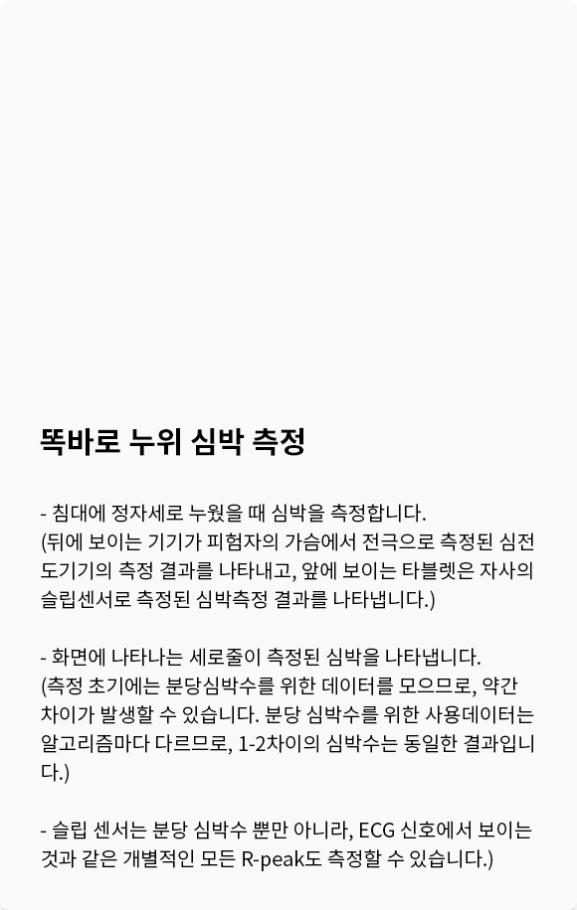 똑바로 누위 심박 측정
- 침대에 정자세로 누웠을 때 심박을 측정합니다.
(뒤에 보이는 기기가 피험자의 가슴에서 전극으로 측정된 심전
도기기의 측정 결과를 나타내고, 앞에 보이는 타블렛은 자사의
슬립센서로 측정된 심박측정 결과를 나타냅니다.)
- 화면에 나타나는 세로줄이 측정된 심박을 나타냅니다.
(측정 초기에는 분당심박수를 위한 데이터를 모으므로, 약간
차이가 발생할 수 있습니다. 분당 심박수를 위한 사용데이터는
알고리즘마다 다르므로, 1-2차이의 심박수는 동일한 결과입니
다.)
- 슬립 센서는 분당 심박수 뿐만 아니라, ECG 신호에서 보이는
것과 같은 개별적인 모든 R-peak도 측정할 수 있습니다.)